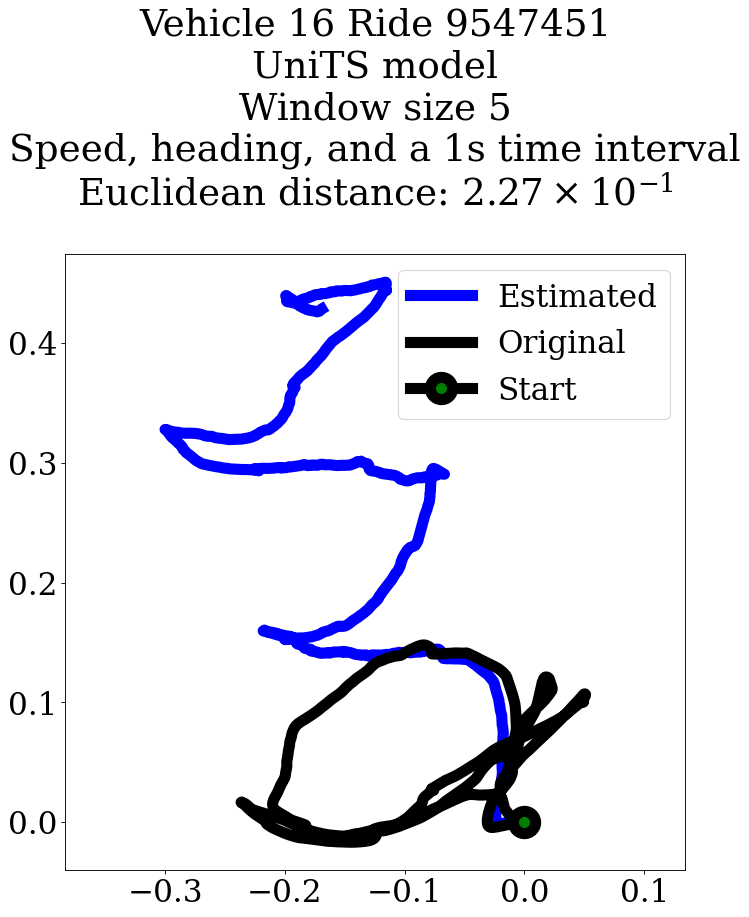 Vehicle 16 Ride 9547451
UniTS model
Window size 5
Speed, heading, and a 1s time interval
Euclidean distance: 2.27 × 10⁻¹
Estimated
Original
Start
0.4
0.3
0.2
0.1
0.0
−0.3 −0.2 −0.1 0.0 0.1